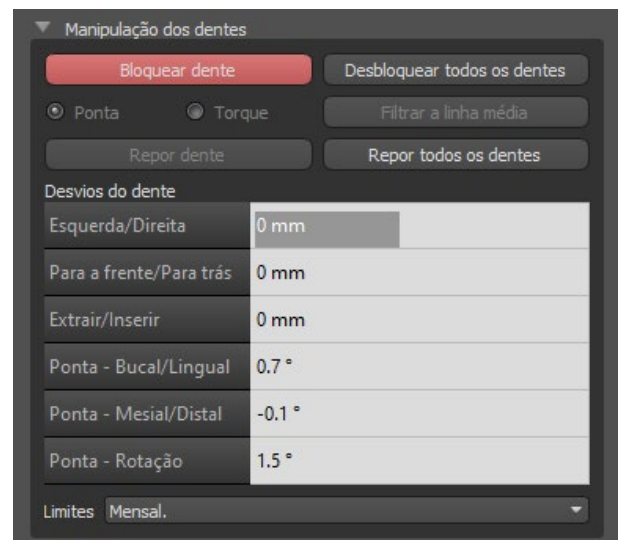 Manipulação dos dentes
Bloquear dente Desbloquear todos os dentes
Ponta Torque Filtrar a linha média
Repor dente Repor todos os dentes
Desvios do dente
Esquerda/Direita 0 mm
Para a frente/Para trás 0 mm
Extrair/Inserir 0 mm
Ponta - Bucal/Lingual 0.7 °
Ponta - Mesial/Distal -0.1 °
Ponta - Rotação 1.5 °
Limites Mensal.